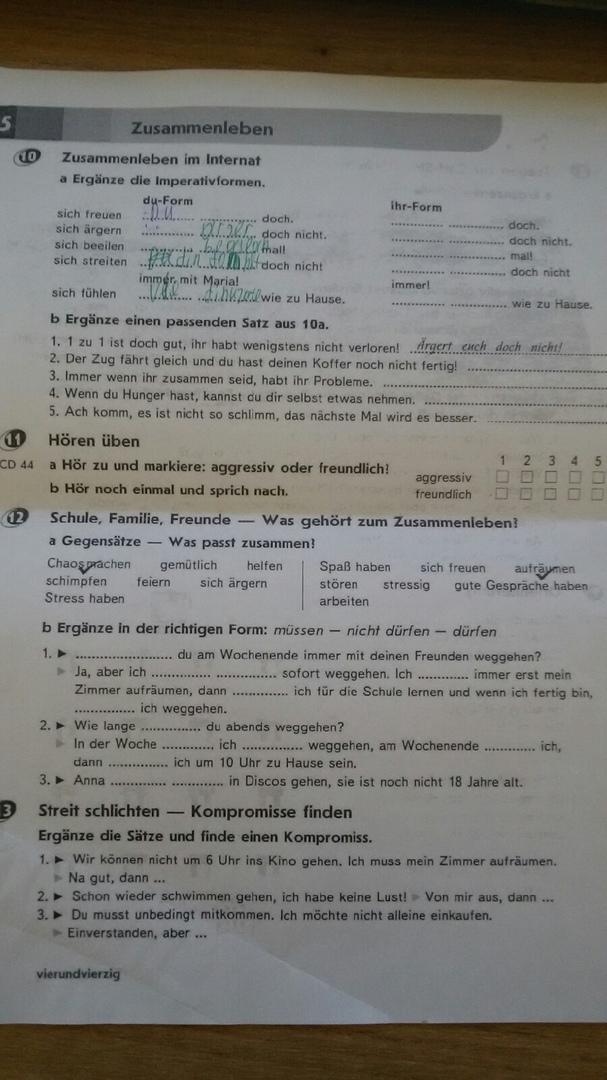 5 Zusammenleben
10 Zusammenleben im Internat
a Ergänze die Imperativformen.
du-Form ihr-Form
sich freuen Du .................. doch. .................. .................. doch.
sich ärgern .................. doch nicht. .................. .................. doch nicht.
sich beeilen .................. mal! .................. .................. mal!
sich streiten .................. doch nicht .................. .................. doch nicht
immer mit Maria! immer!
sich fühlen .................. wie zu Hause. .................. .................. wie zu Hause.
b Ergänze einen passenden Satz aus 10a.
1. 1 zu 1 ist doch gut, ihr habt wenigstens nicht verloren! Ärgert euch doch nicht!
2. Der Zug fährt gleich und du hast deinen Koffer noch nicht fertig! ..................
3. Immer wenn ihr zusammen seid, habt ihr Probleme. ..................
4. Wenn du Hunger hast, kannst du dir selbst etwas nehmen. ..................
5. Ach komm, es ist nicht so schlimm, das nächste Mal wird es besser. ..................
11 Hören üben
CD 44 a Hör zu und markiere: aggressiv oder freundlich? 1 2 3 4 5
aggressiv
b Hör noch einmal und sprich nach. freundlich
12 Schule, Familie, Freunde — Was gehört zum Zusammenleben?
a Gegensätze — Was passt zusammen?
Chaos machen gemütlich helfen Spaß haben sich freuen aufräumen
schimpfen feiern sich ärgern stören stressig gute Gespräche haben
Stress haben arbeiten
b Ergänze in der richtigen Form: müssen — nicht dürfen — dürfen
1. ► .................. du am Wochenende immer mit deinen Freunden weggehen?
► Ja, aber ich .................. .................. sofort weggehen. Ich .................. immer erst mein
Zimmer aufräumen, dann .................. ich für die Schule lernen und wenn ich fertig bin,
.................. ich weggehen.
2. ► Wie lange .................. du abends weggehen?
► In der Woche .................. ich .................. weggehen, am Wochenende .................. ich,
dann .................. ich um 10 Uhr zu Hause sein.
3. ► Anna .................. .................. in Discos gehen, sie ist noch nicht 18 Jahre alt.
3 Streit schlichten — Kompromisse finden
Ergänze die Sätze und finde einen Kompromiss.
1. ► Wir können nicht um 6 Uhr ins Kino gehen. Ich muss mein Zimmer aufräumen.
► Na gut, dann ...
2. ► Schon wieder schwimmen gehen, ich habe keine Lust! ► Von mir aus, dann ...
3. ► Du musst unbedingt mitkommen. Ich möchte nicht alleine einkaufen.
► Einverstanden, aber ...
vierundvierzig